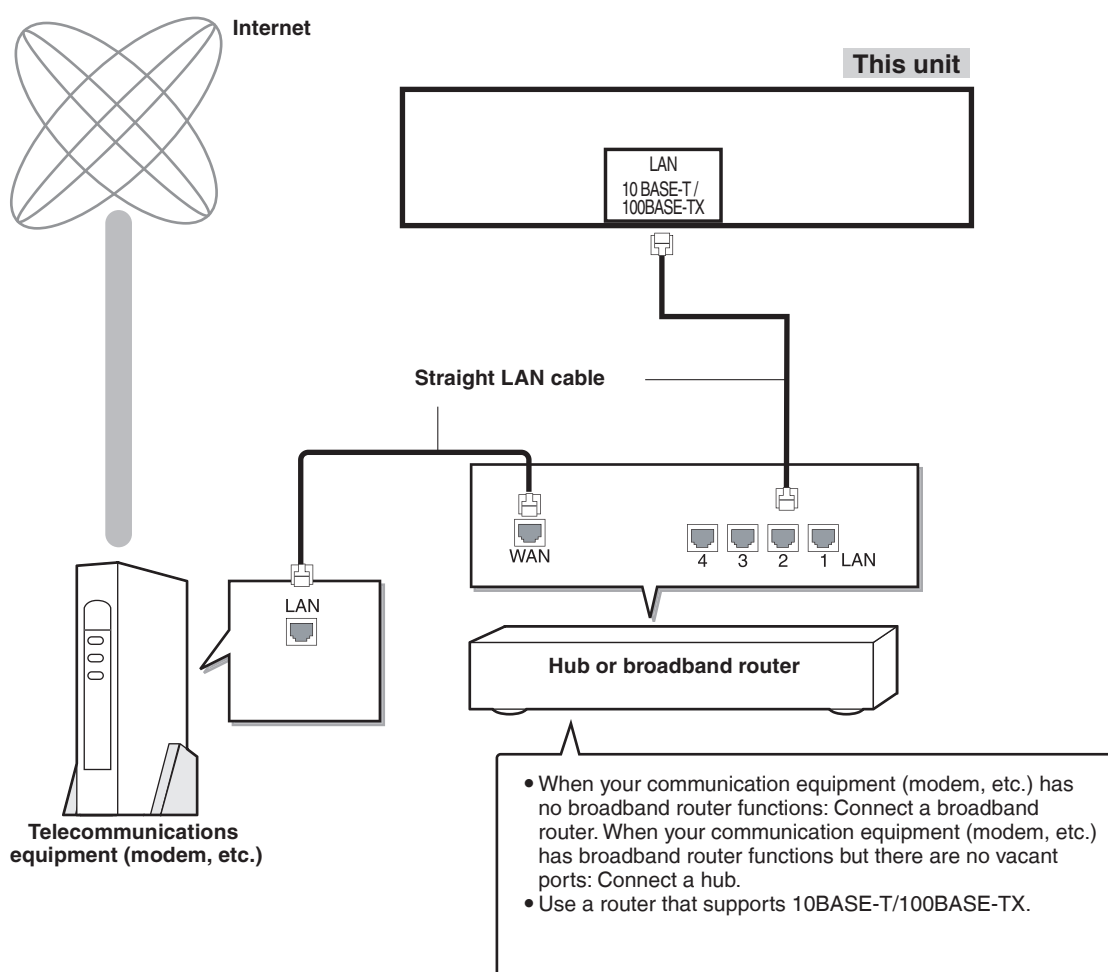 Internet
This unit
LAN
10 BASE-T /
100BASE-TX
Straight LAN cable
WAN
4 3 2 1 LAN
LAN
Hub or broadband router
Telecommunications
equipment (modem, etc.)
• When your communication equipment (modem, etc.) has
no broadband router functions: Connect a broadband
router. When your communication equipment (modem, etc.)
has broadband router functions but there are no vacant
ports: Connect a hub.
• Use a router that supports 10BASE-T/100BASE-TX.